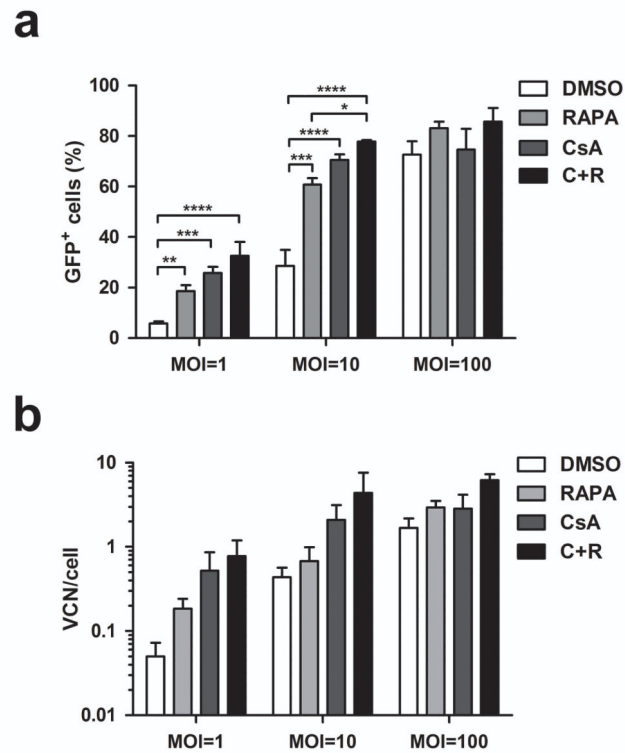 a
GFP⁺ cells (%)
100
80
60
40
20
0
****
***
**
****
*
****
***
MOI=1
MOI=10
MOI=100
DMSO
RAPA
CsA
C+R
b
VCN/cell
10
1
0.1
0.01
MOI=1
MOI=10
MOI=100
DMSO
RAPA
CsA
C+R